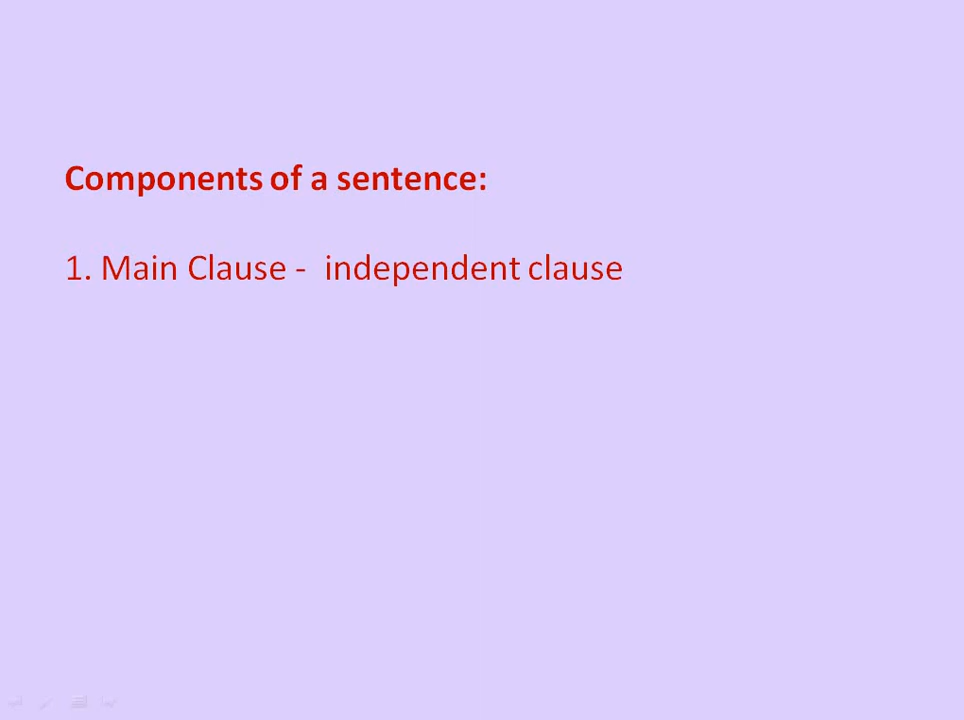 Components of a sentence:
1. Main Clause -  independent clause